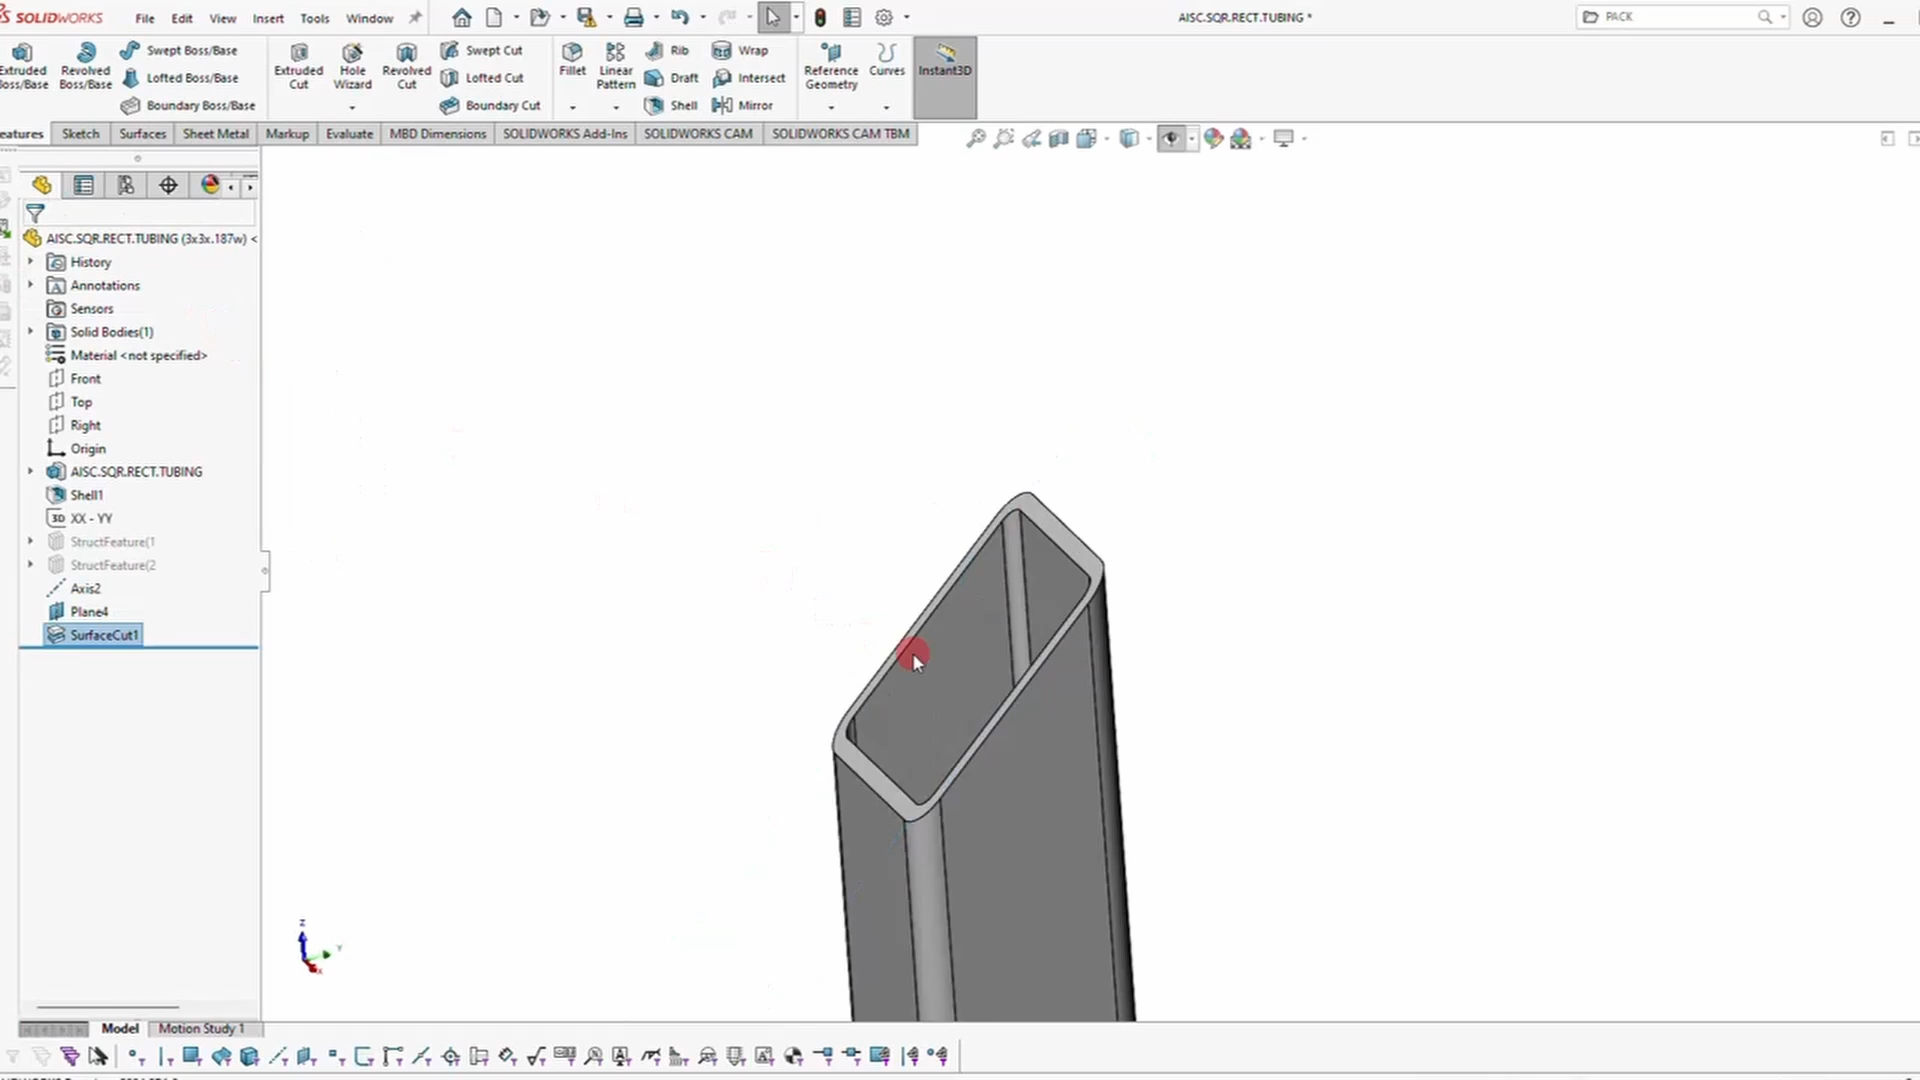 SOLIDWORKS File Edit View Insert Tools Window AISC.SQR.RECT.TUBING * PACK
Extruded Boss/Base
Revolved Boss/Base
Swept Boss/Base
Lofted Boss/Base
Boundary Boss/Base
Extruded Cut
Hole Wizard
Revolved Cut
Swept Cut
Lofted Cut
Boundary Cut
Fillet
Linear Pattern
Rib
Draft
Shell
Wrap
Intersect
Mirror
Reference Geometry
Curves
Instant3D
eatures Sketch Surfaces Sheet Metal Markup Evaluate MBD Dimensions SOLIDWORKS Add-Ins SOLIDWORKS CAM SOLIDWORKS CAM TBM
AISC.SQR.RECT.TUBING (3x3x.187w) <
History
Annotations
Sensors
Solid Bodies(1)
Material <not specified>
Front
Top
Right
Origin
AISC.SQR.RECT.TUBING
Shell1
3D XX - YY
StructFeature(1
StructFeature(2
Axis2
Plane4
SurfaceCut1
Z
Y
X
Model Motion Study 1